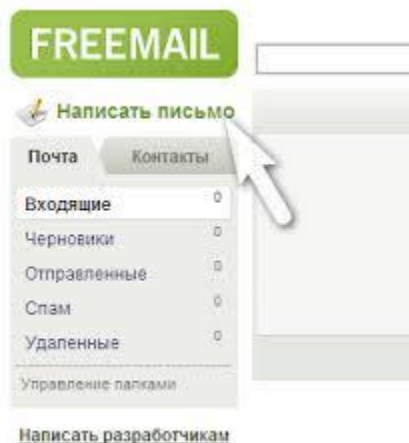 FREEMAIL
Написать письмо
Почта Контакты
Входящие 0
Черновики 0
Отправленные 0
Спам 0
Удаленные 0
Управление папками
Написать разработчикам